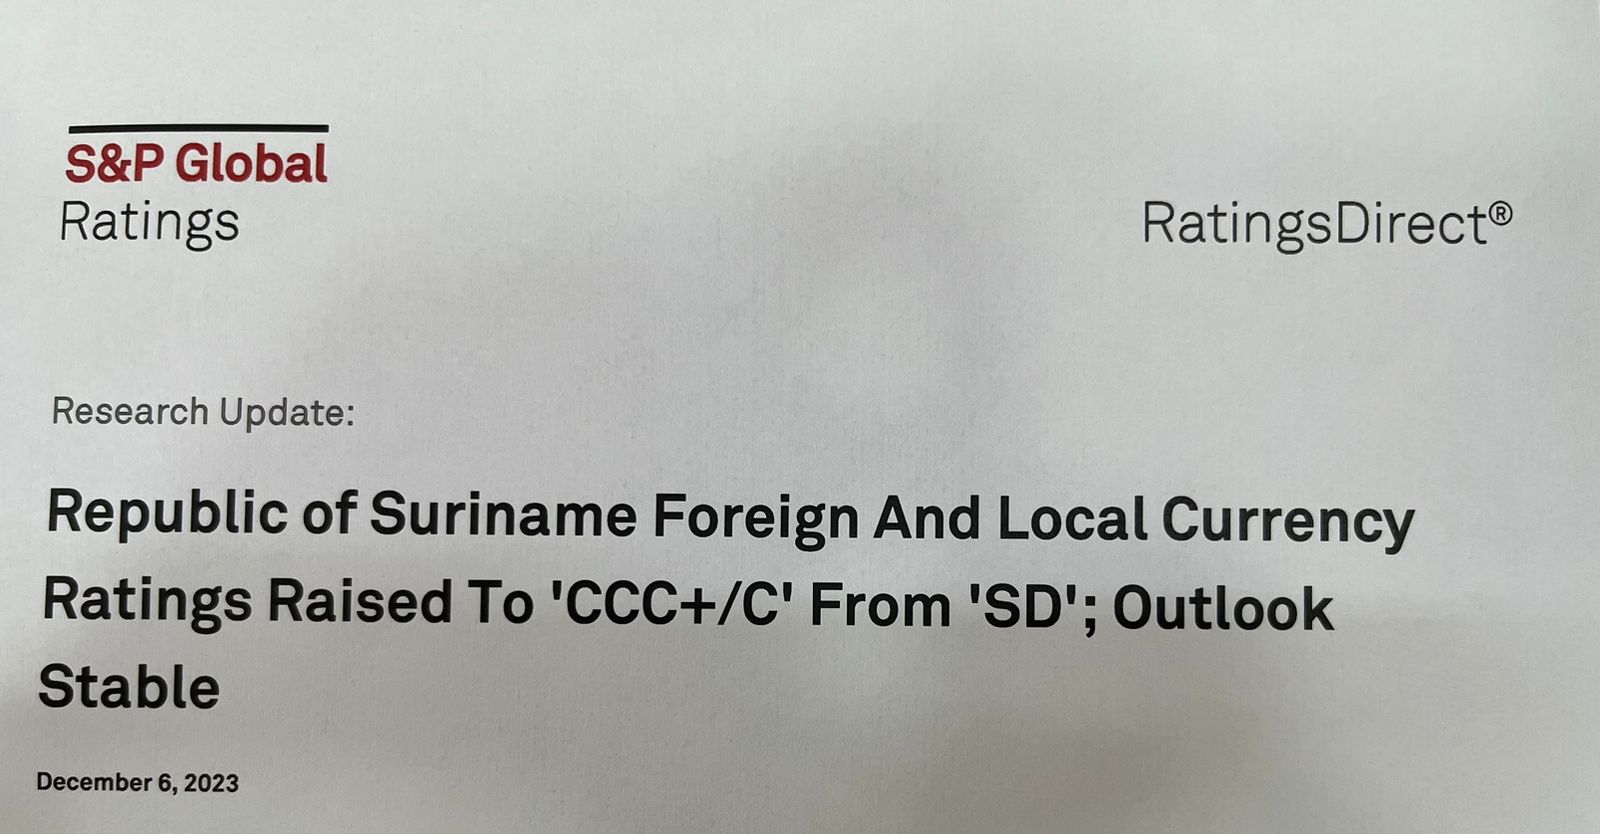 S&P Global
Ratings
RatingsDirect®
Research Update:
Republic of Suriname Foreign And Local Currency
Ratings Raised To 'CCC+/C' From 'SD'; Outlook
Stable
December 6, 2023